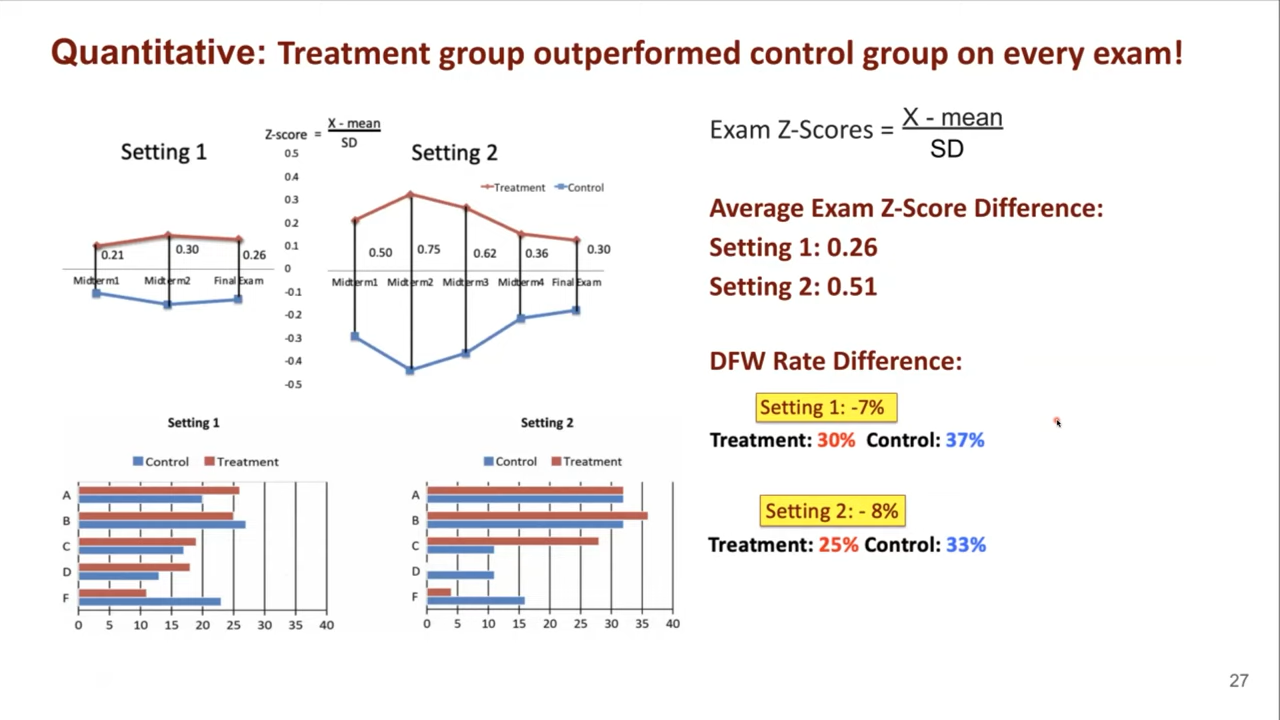 Quantitative: Treatment group outperformed control group on every exam!
Setting 1
Z-score = X - mean
SD
Setting 2
0.5
0.4
0.3
0.2
0.1
0
-0.1
-0.2
-0.3
-0.4
-0.5
Treatment Control
0.21 0.30 0.26
Midterm1 Midterm2 Final Exam
0.50 0.75 0.62 0.36 0.30
Midterm1 Midterm2 Midterm3 Midterm4 Final Exam
Setting 1
Control Treatment
A
B
C
D
F
0 5 10 15 20 25 30 35 40
Setting 2
Control Treatment
A
B
C
D
F
0 5 10 15 20 25 30 35 40
Exam Z-Scores = X - mean
SD
Average Exam Z-Score Difference:
Setting 1: 0.26
Setting 2: 0.51
DFW Rate Difference:
Setting 1: -7%
Treatment: 30% Control: 37%
Setting 2: - 8%
Treatment: 25% Control: 33%
27